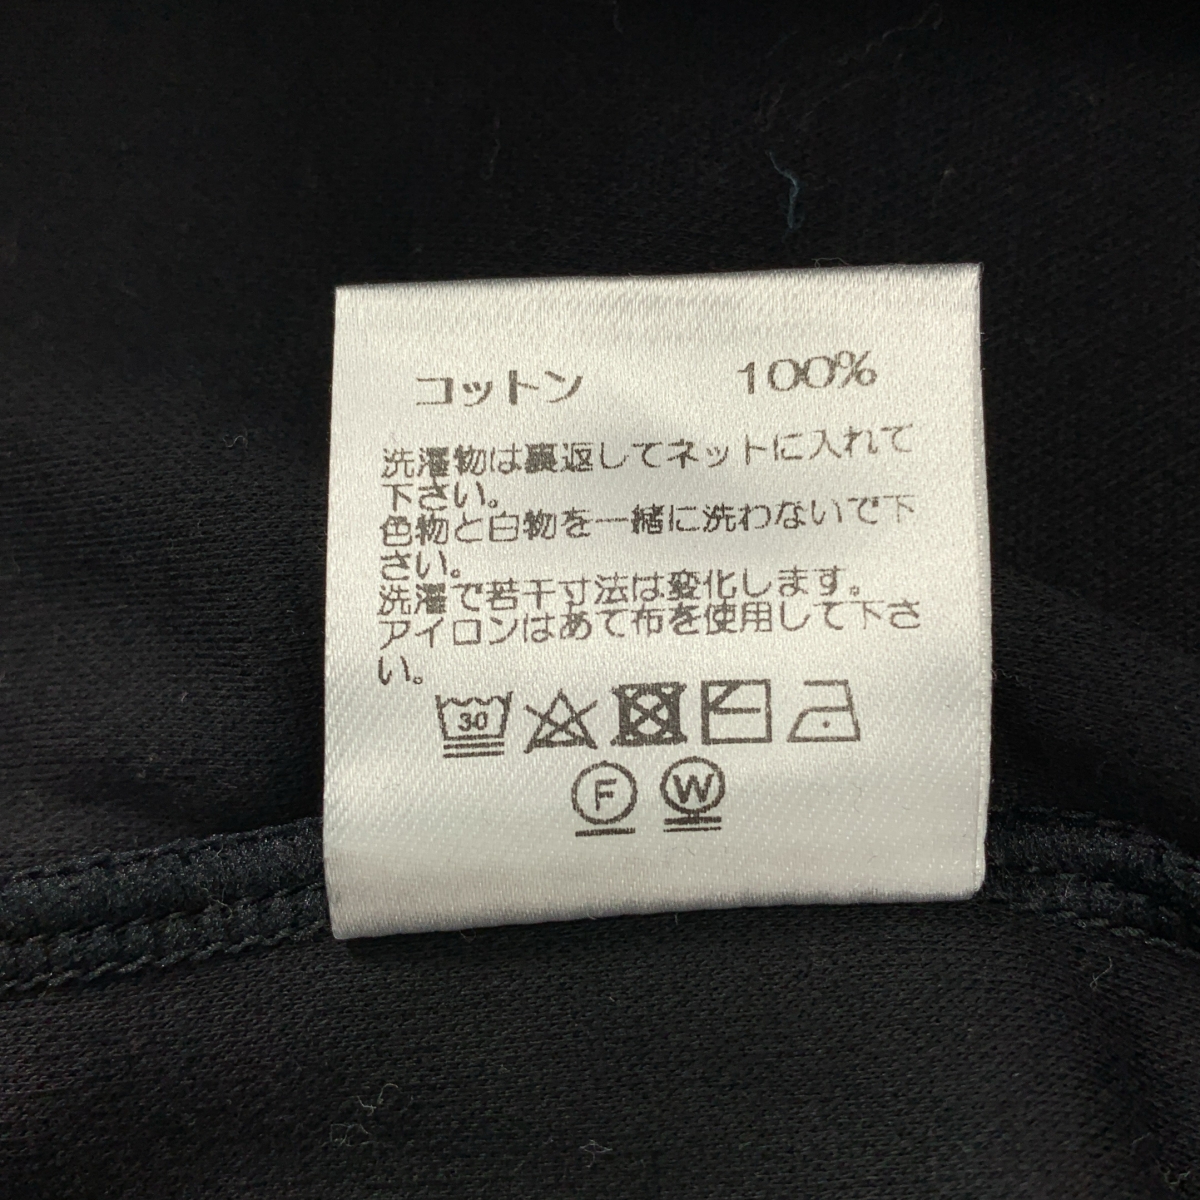 コットン 100%
洗濯物は裏返してネットに入れて
下さい。
色物と白物を一緒に洗わないで下
さい。
洗濯で若干寸法は変化します。
アイロンはあて布を使用して下さ
い。
30
F W